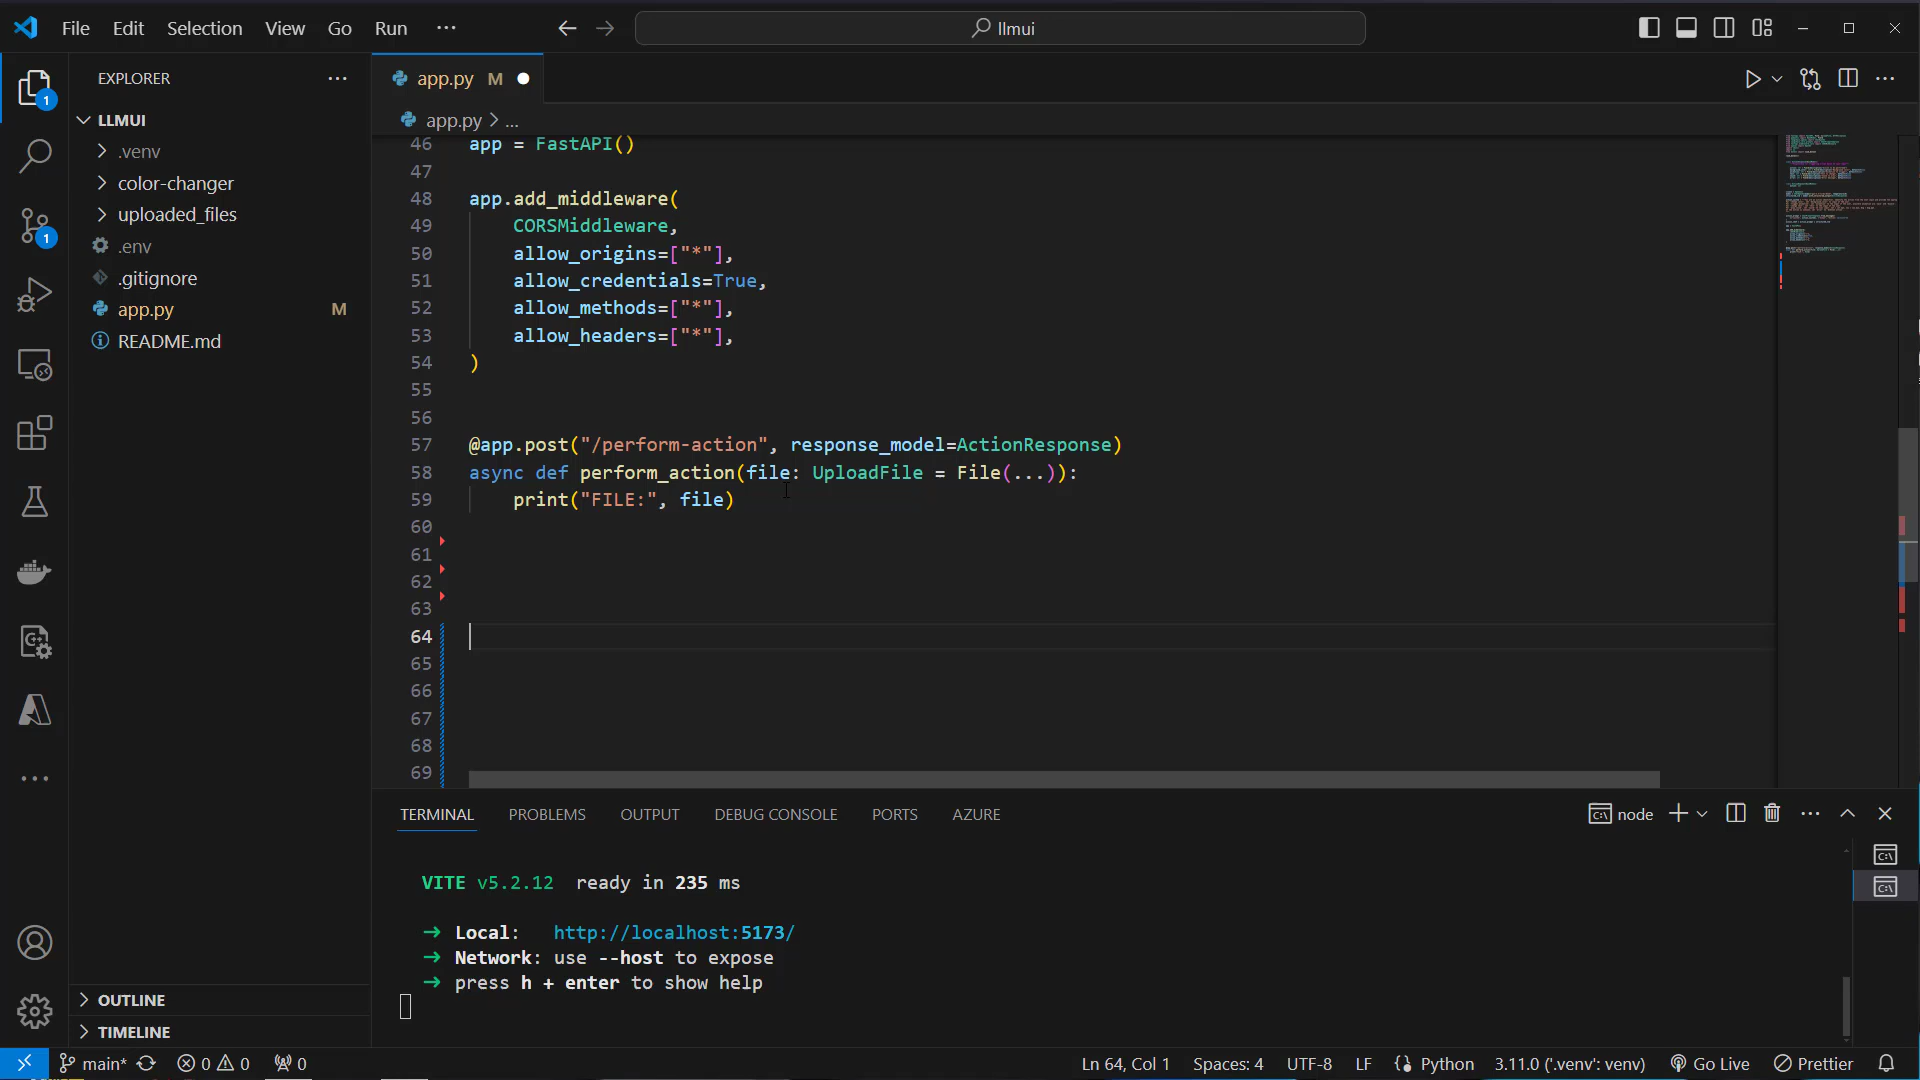 File Edit Selection View Go Run ··· llmui
EXPLORER ···
LLMUI
.venv
color-changer
uploaded_files
.env
.gitignore
app.py M
README.md
OUTLINE
TIMELINE
1
1
app.py M
app.py > ...
46 app = FastAPI()
47
48 app.add_middleware(
49 CORSMiddleware,
50 allow_origins=["*"],
51 allow_credentials=True,
52 allow_methods=["*"],
53 allow_headers=["*"],
54 )
55
56
57 @app.post("/perform-action", response_model=ActionResponse)
58 async def perform_action(file: UploadFile = File(...)):
59 print("FILE:", file)
60
61
62
63
64
65
66
67
68
69
TERMINAL PROBLEMS OUTPUT DEBUG CONSOLE PORTS AZURE node
VITE v5.2.12 ready in 235 ms
➜ Local: http://localhost:5173/
➜ Network: use --host to expose
➜ press h + enter to show help
main* 0 0 0 Ln 64, Col 1 Spaces: 4 UTF-8 LF Python 3.11.0 ('.venv': venv) Go Live Prettier